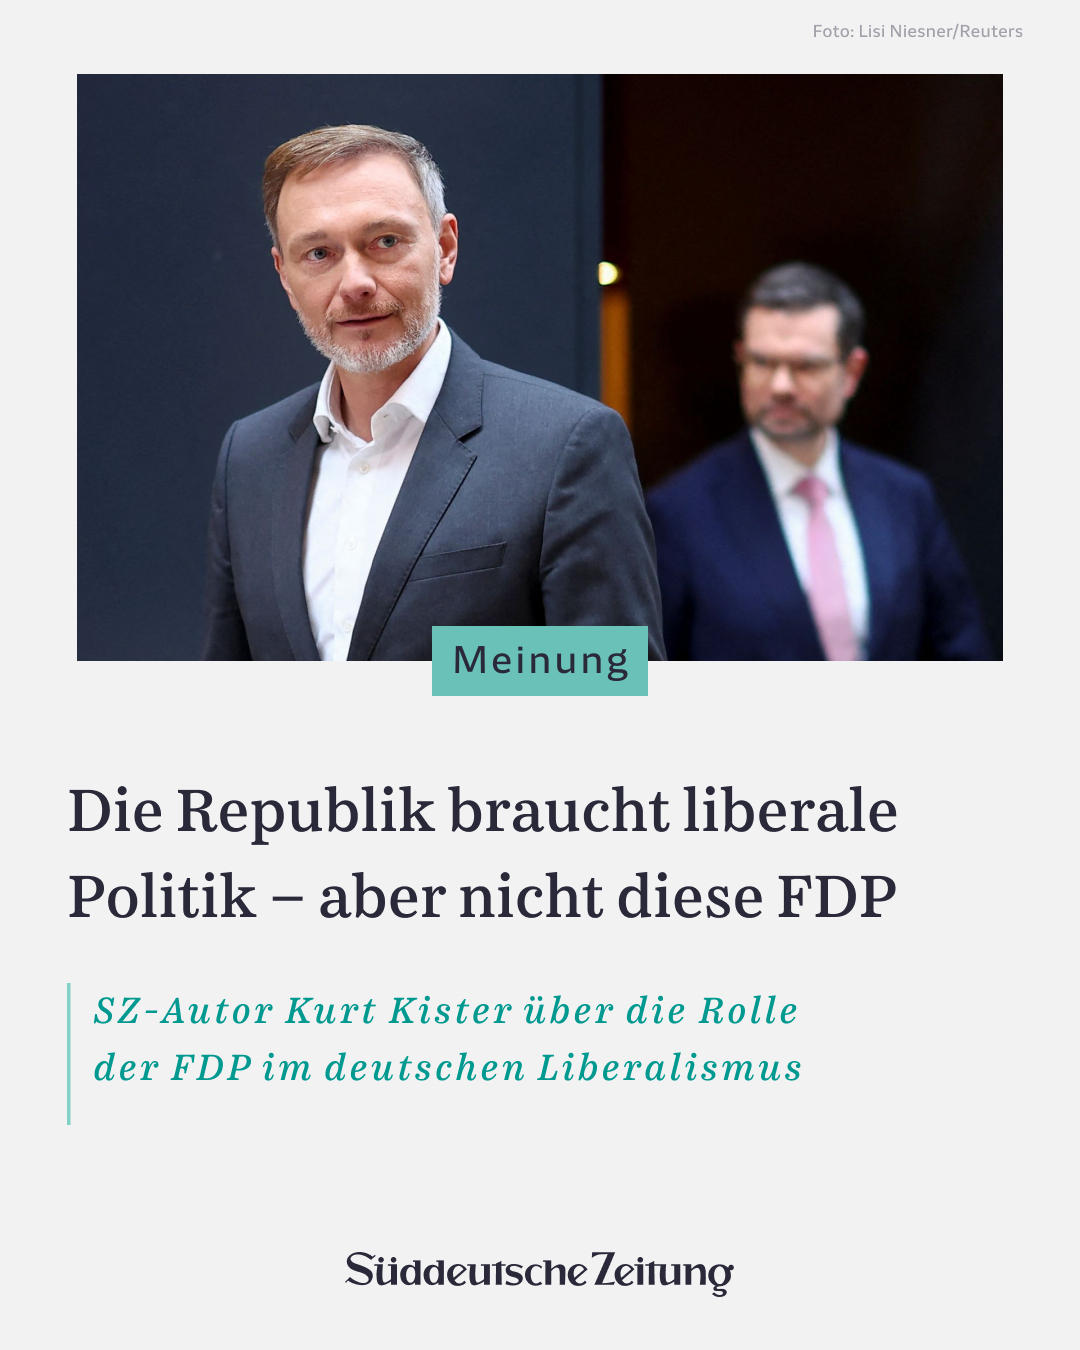 Foto: Lisi Niesner/Reuters
Meinung
Die Republik braucht liberale
Politik – aber nicht diese FDP
SZ-Autor Kurt Kister über die Rolle
der FDP im deutschen Liberalismus
Süddeutsche Zeitung